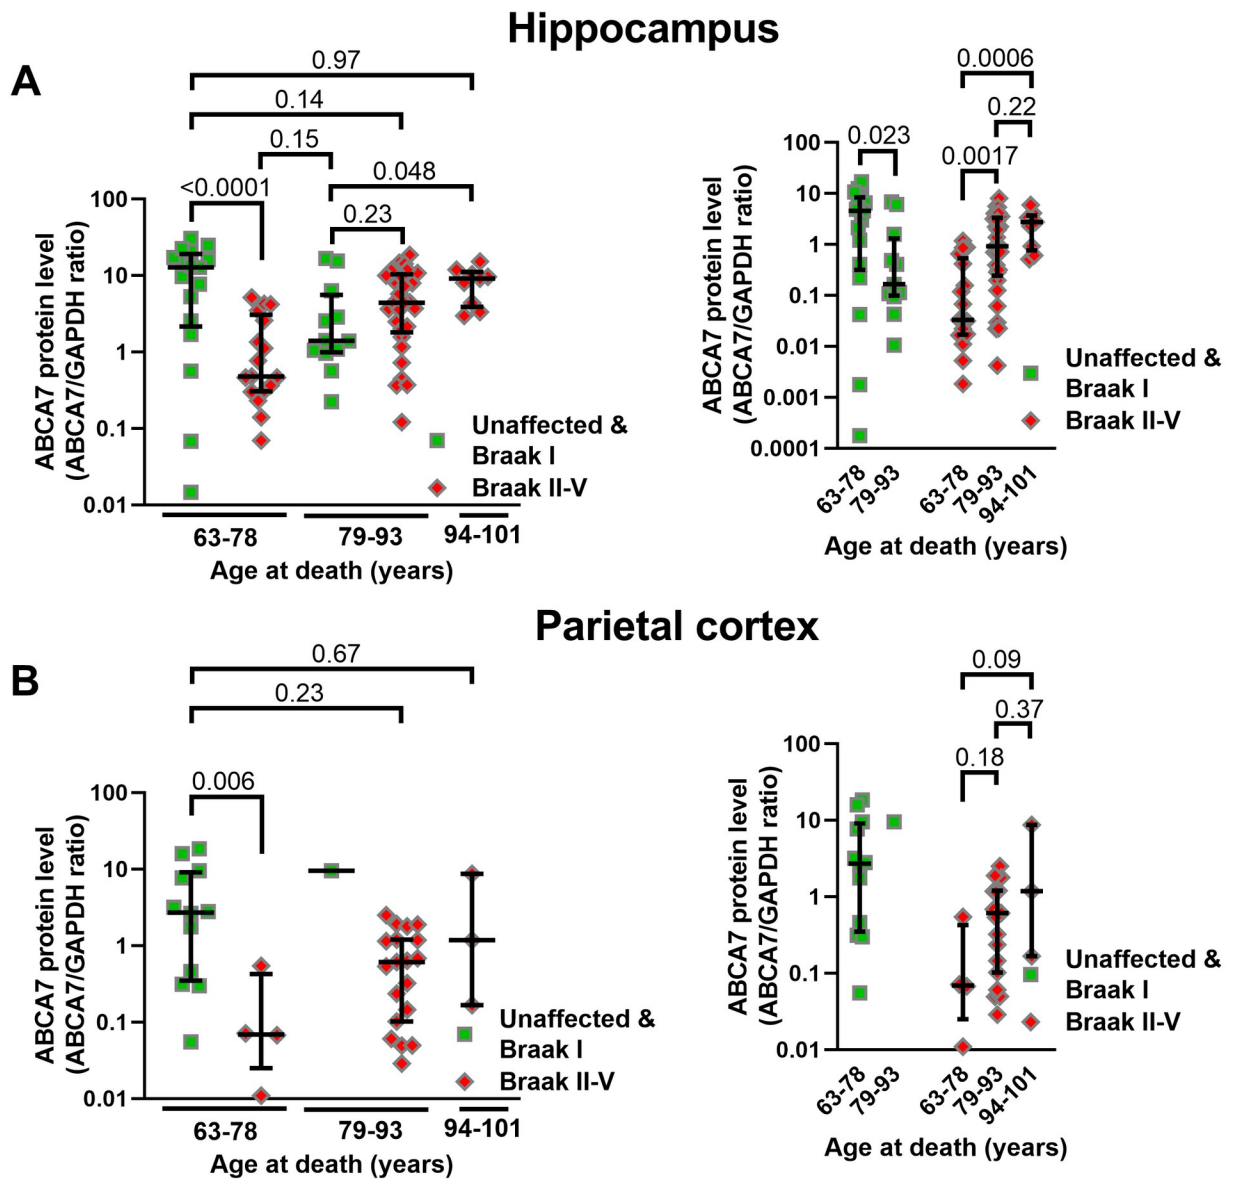 Hippocampus
A
0.97
0.14
0.15
<0.0001
0.048
0.23
ABCA7 protein level
(ABCA7/GAPDH ratio)
100
10
1
0.1
0.01
Unaffected &
Braak I
Braak II-V
63-78
79-93
94-101
Age at death (years)
0.0006
0.22
0.023
0.0017
ABCA7 protein level
(ABCA7/GAPDH ratio)
100
10
1
0.1
0.01
0.001
0.0001
Unaffected &
Braak I
Braak II-V
63-78
79-93
63-78
79-93
94-101
Age at death (years)
Parietal cortex
B
0.67
0.23
0.006
ABCA7 protein level
(ABCA7/GAPDH ratio)
100
10
1
0.1
0.01
Unaffected &
Braak I
Braak II-V
63-78
79-93
94-101
Age at death (years)
0.09
0.37
0.18
ABCA7 protein level
(ABCA7/GAPDH ratio)
100
10
1
0.1
0.01
Unaffected &
Braak I
Braak II-V
63-78
79-93
63-78
79-93
94-101
Age at death (years)